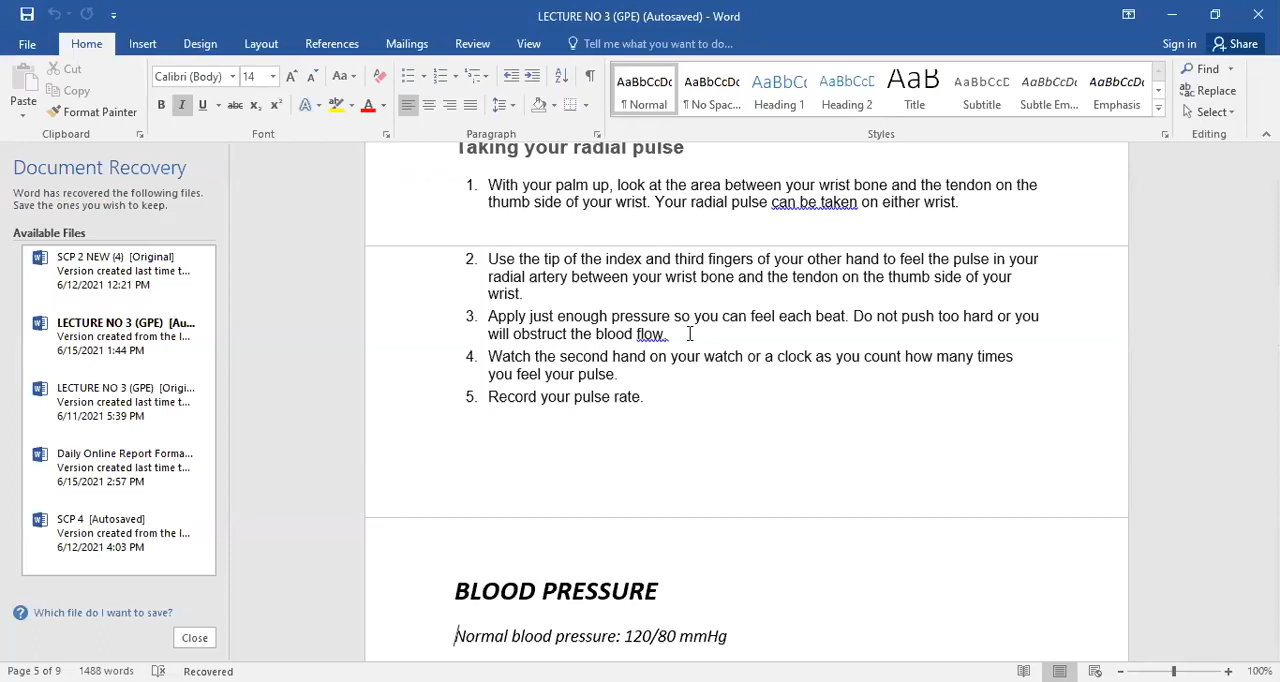 LECTURE NO 3 (GPE) (Autosaved) - Word
File
Home
Insert
Design
Layout
References
Mailings
Review
View
Tell me what you want to do...
Sign in
Share
Paste
Cut
Copy
Format Painter
Clipboard
Calibri (Body)
14
Font
Paragraph
AaBbCcDc
¶ Normal
AaBbCcDc
¶ No Spac...
AaBbCc
Heading 1
AaBbCcE
Heading 2
AaB
Title
AaBbCcD
Subtitle
AaBbCcDt
Subtle Em...
AaBbCcDt
Emphasis
Styles
Find
Replace
Select
Editing
Document Recovery
Word has recovered the following files.
Save the ones you wish to keep.
Available Files
SCP 2 NEW (4) [Original]
Version created last time t...
6/12/2021 12:21 PM
LECTURE NO 3 (GPE) [Au...
Version created from the l...
6/15/2021 1:44 PM
LECTURE NO 3 (GPE) [Origi...
Version created last time t...
6/11/2021 5:39 PM
Daily Online Report Forma...
Version created last time t...
6/15/2021 2:57 PM
SCP 4 [Autosaved]
Version created from the l...
6/12/2021 4:03 PM
Which file do I want to save?
Close
Taking your radial pulse
1. With your palm up, look at the area between your wrist bone and the tendon on the
thumb side of your wrist. Your radial pulse can be taken on either wrist.
2. Use the tip of the index and third fingers of your other hand to feel the pulse in your
radial artery between your wrist bone and the tendon on the thumb side of your
wrist.
3. Apply just enough pressure so you can feel each beat. Do not push too hard or you
will obstruct the blood flow.
4. Watch the second hand on your watch or a clock as you count how many times
you feel your pulse.
5. Record your pulse rate.
BLOOD PRESSURE
Normal blood pressure: 120/80 mmHg
Page 5 of 9
1488 words
Recovered
100%